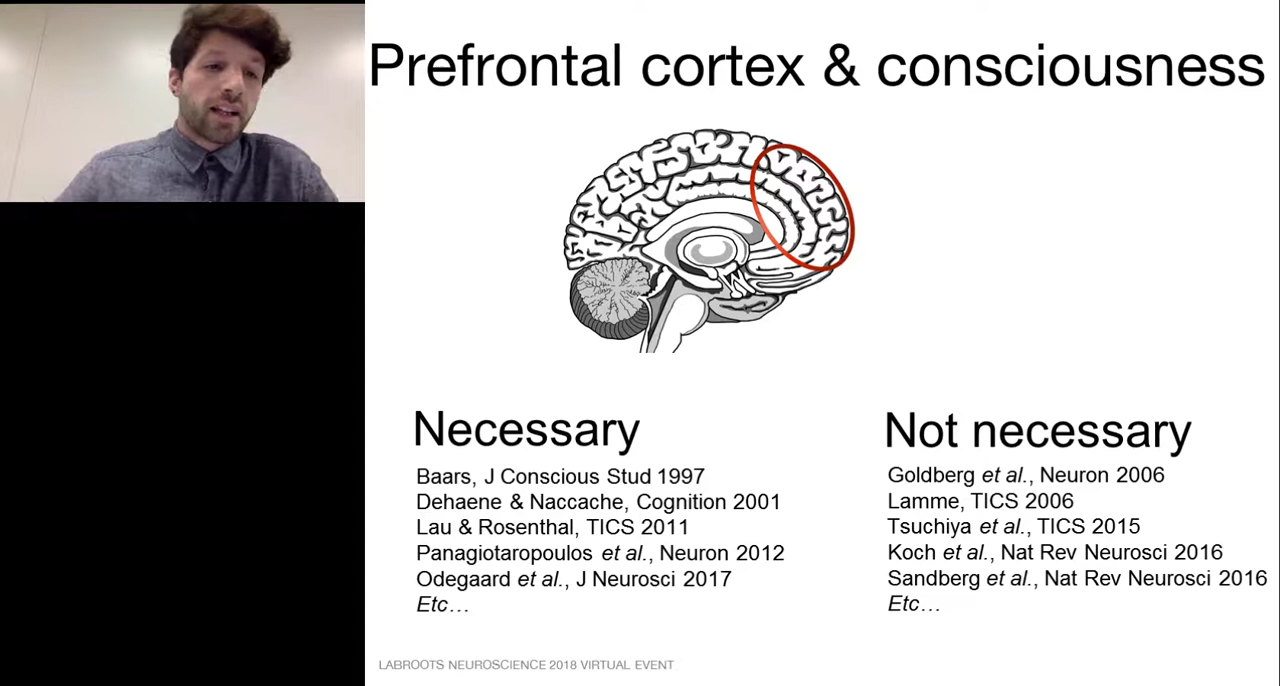 Prefrontal cortex & consciousness
Necessary
Baars, J Conscious Stud 1997
Dehaene & Naccache, Cognition 2001
Lau & Rosenthal, TICS 2011
Panagiotaropoulos et al., Neuron 2012
Odegaard et al., J Neurosci 2017
Etc…
Not necessary
Goldberg et al., Neuron 2006
Lamme, TICS 2006
Tsuchiya et al., TICS 2015
Koch et al., Nat Rev Neurosci 2016
Sandberg et al., Nat Rev Neurosci 2016
Etc…
LABROOTS NEUROSCIENCE 2018 VIRTUAL EVENT